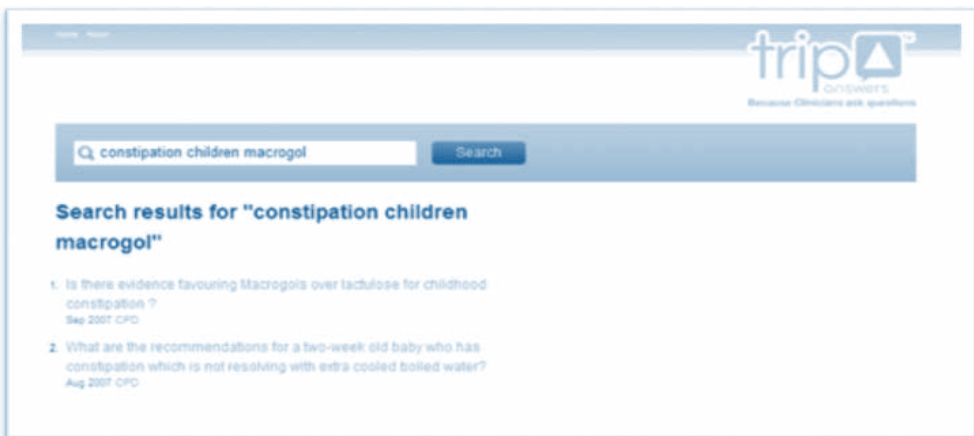 Home About
trip
TM
answers
Because Clinicians ask questions
constipation children macrogol
Search
Search results for "constipation children
macrogol"
1. Is there evidence favouring Macrogols over lactulose for childhood
constipation ?
Sep 2007 CPD
2. What are the recommendations for a two-week old baby who has
constipation which is not resolving with extra cooled boiled water?
Aug 2007 CPD